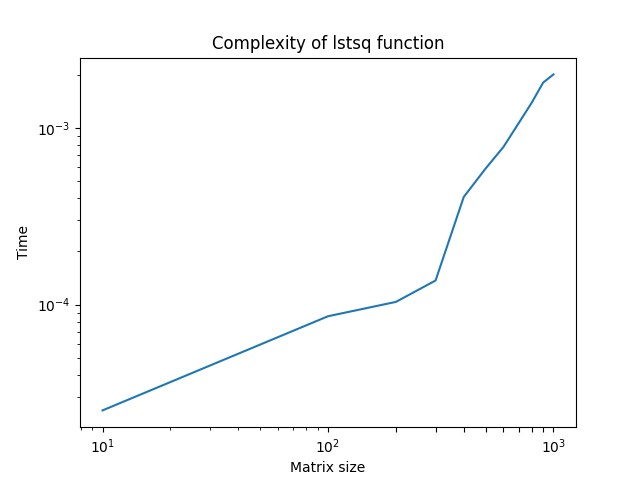 Complexity of lstsq function
10⁻³
10⁻⁴
Time
10¹
10²
10³
Matrix size